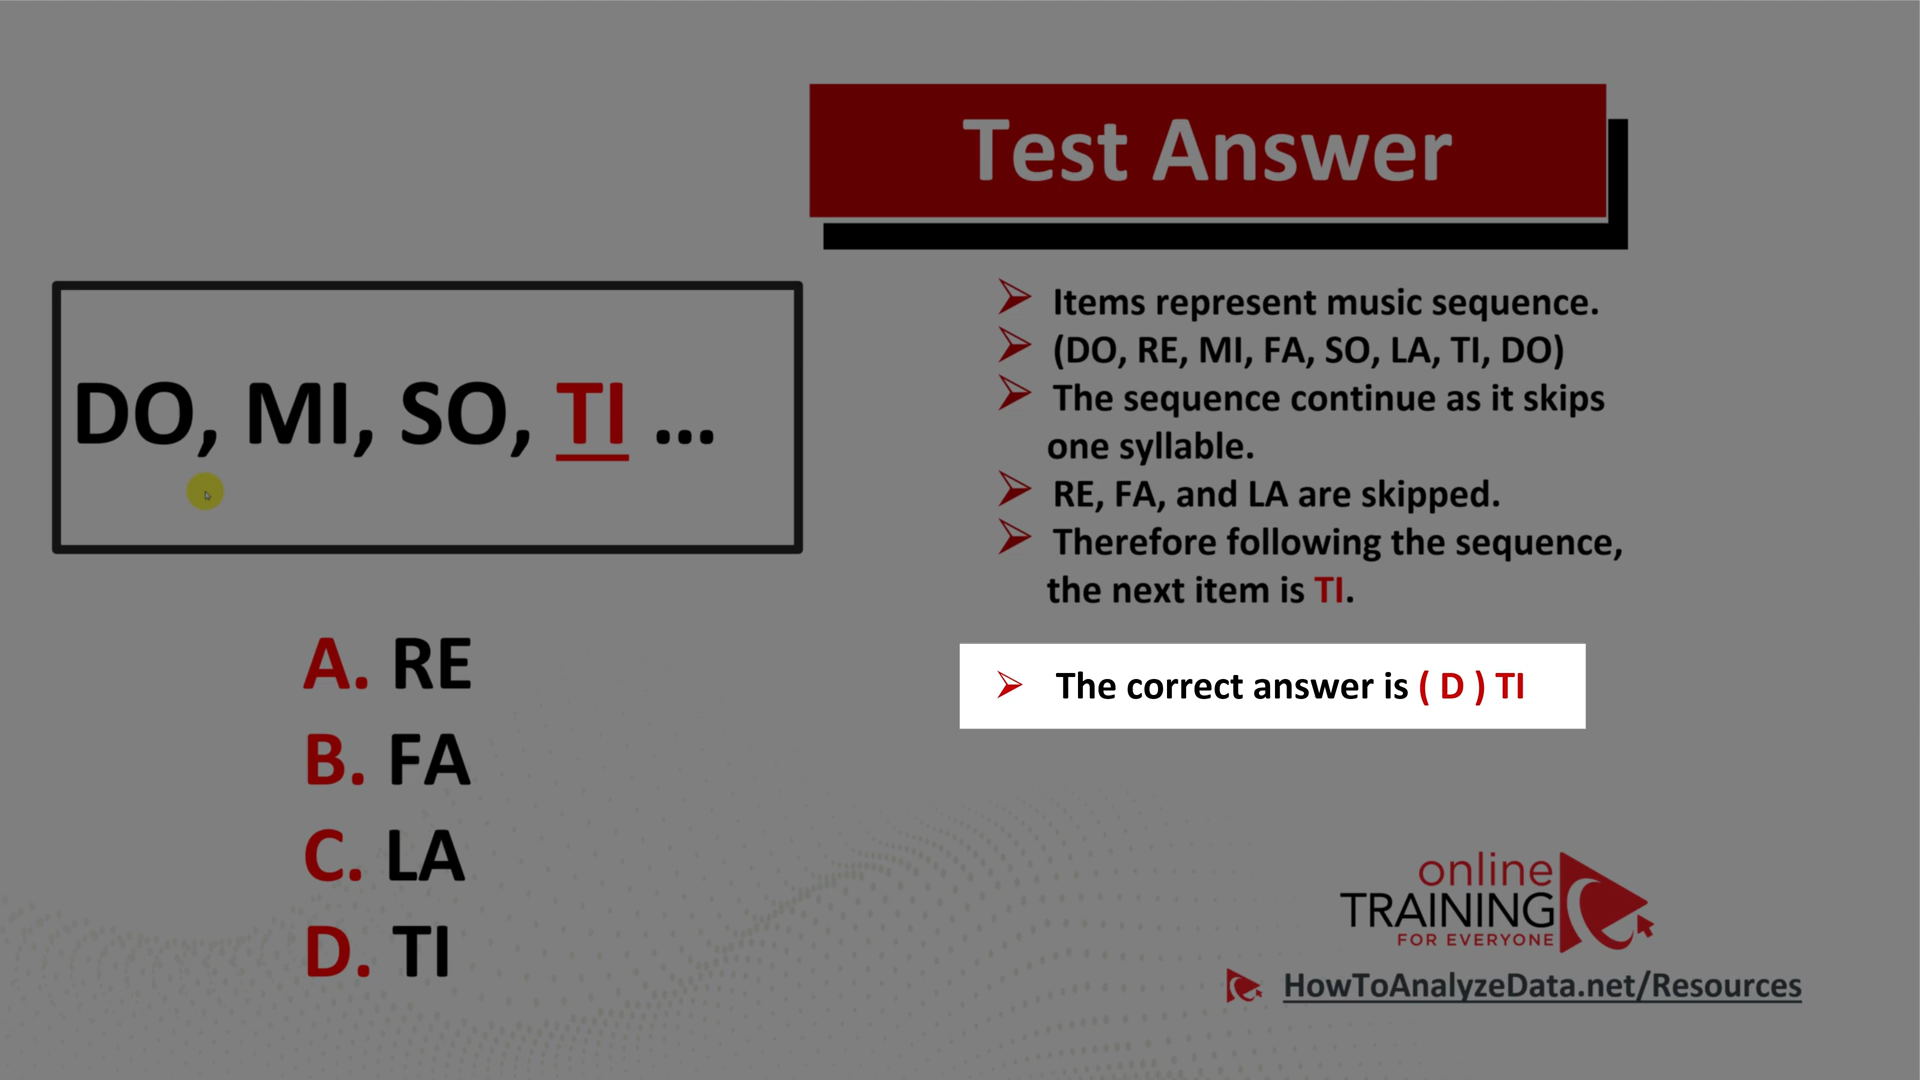 Test Answer
DO, MI, SO, TI ...
A. RE
B. FA
C. LA
D. TI
Items represent music sequence.
(DO, RE, MI, FA, SO, LA, TI, DO)
The sequence continue as it skips
one syllable.
RE, FA, and LA are skipped.
Therefore following the sequence,
the next item is TI.
The correct answer is ( D ) TI
online
TRAINING
FOR EVERYONE
HowToAnalyzeData.net/Resources